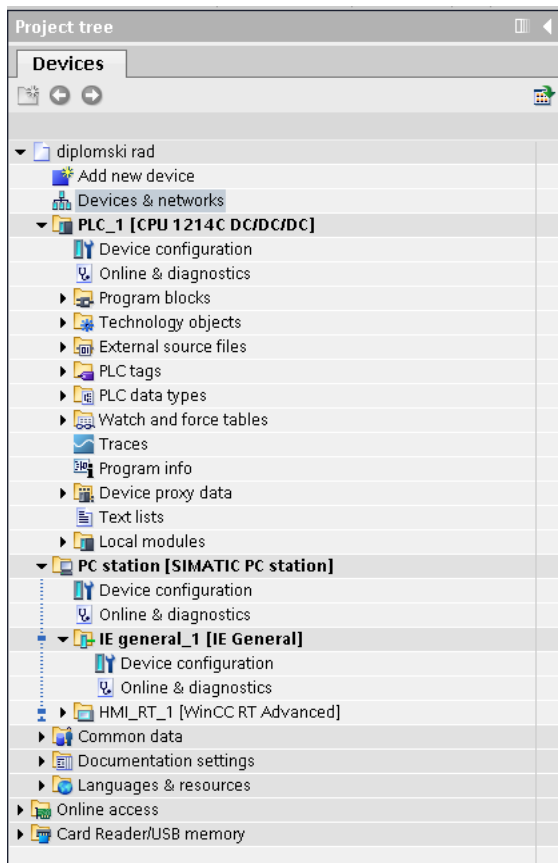 Project tree
Devices
diplomski rad
Add new device
Devices & networks
PLC_1 [CPU 1214C DC/DC/DC]
Device configuration
Online & diagnostics
Program blocks
Technology objects
External source files
PLC tags
PLC data types
Watch and force tables
Traces
Program info
Device proxy data
Text lists
Local modules
PC station [SIMATIC PC station]
Device configuration
Online & diagnostics
IE general_1 [IE General]
Device configuration
Online & diagnostics
HMI_RT_1 [WinCC RT Advanced]
Common data
Documentation settings
Languages & resources
Online access
Card Reader/USB memory